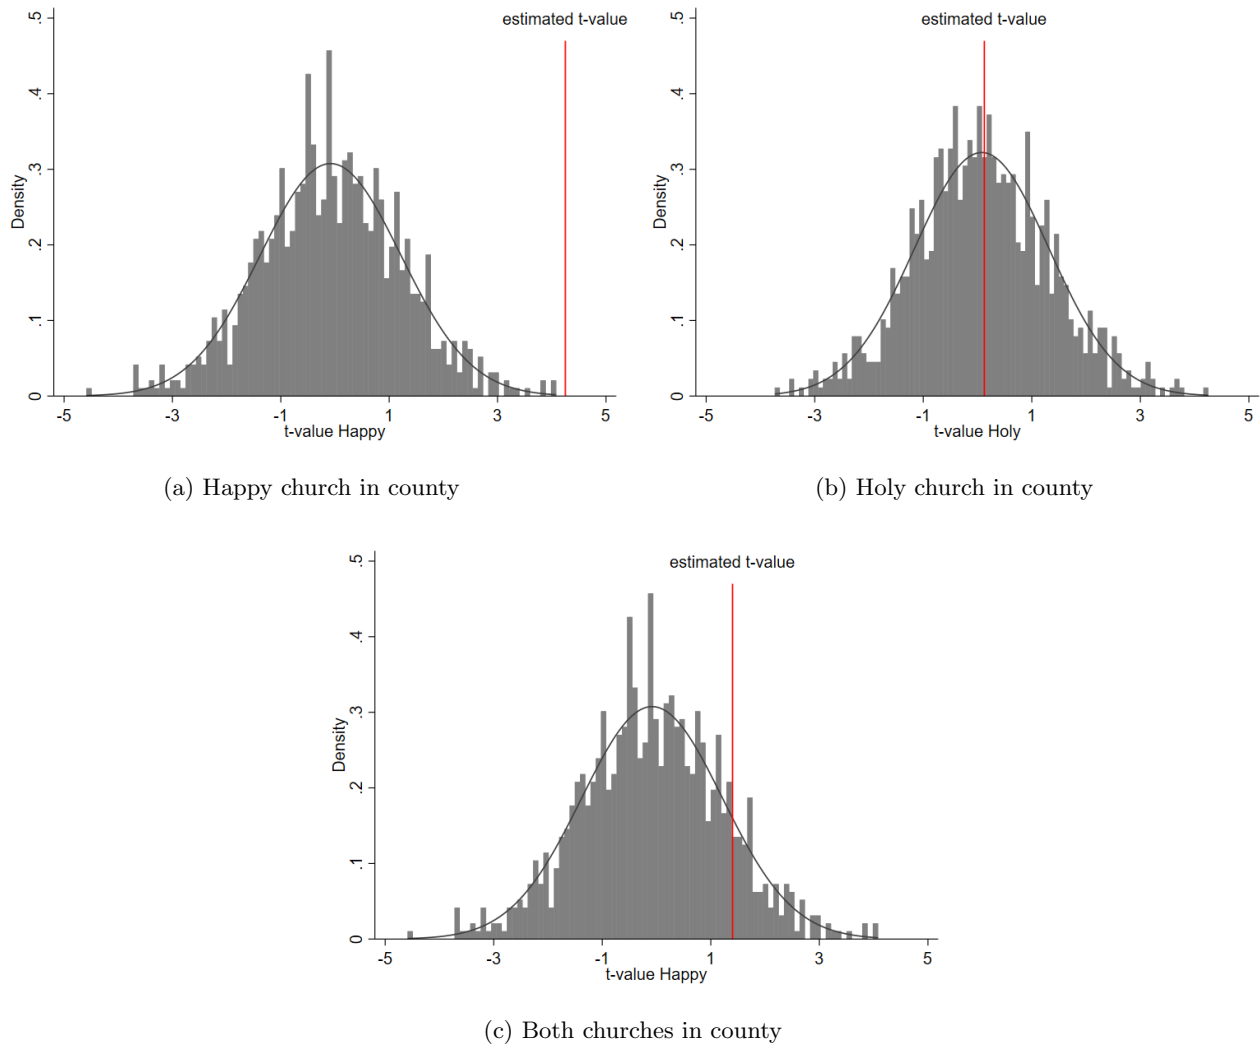 estimated t-value
.5
.4
.3
.2
.1
0
Density
-5 -3 -1 1 3 5
t-value Happy
(a) Happy church in county
estimated t-value
.5
.4
.3
.2
.1
0
Density
-5 -3 -1 1 3 5
t-value Holy
(b) Holy church in county
estimated t-value
.5
.4
.3
.2
.1
0
Density
-5 -3 -1 1 3 5
t-value Happy
(c) Both churches in county